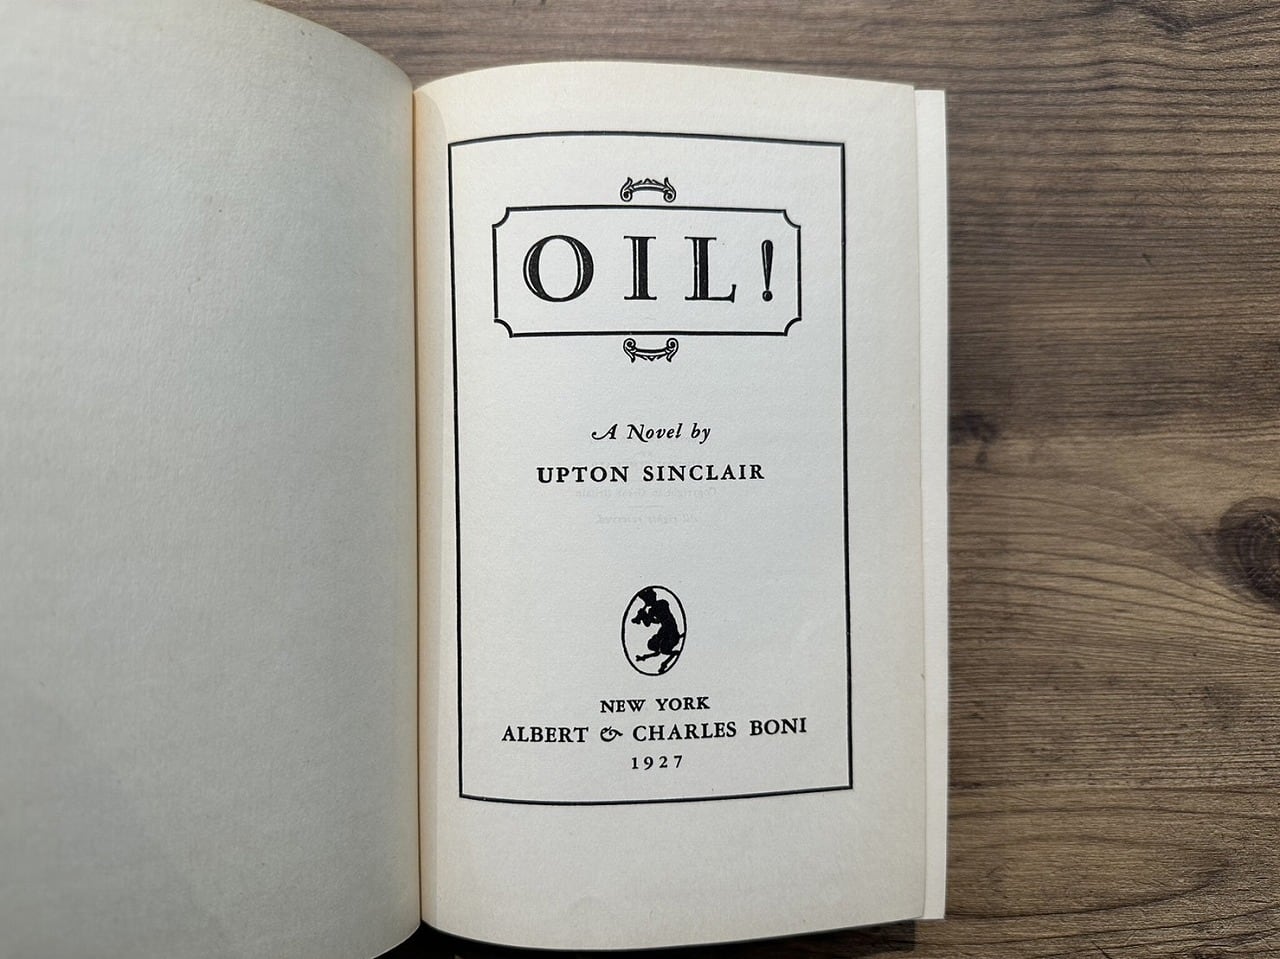 OIL!
A Novel by
UPTON SINCLAIR
NEW YORK
ALBERT & CHARLES BONI
1927